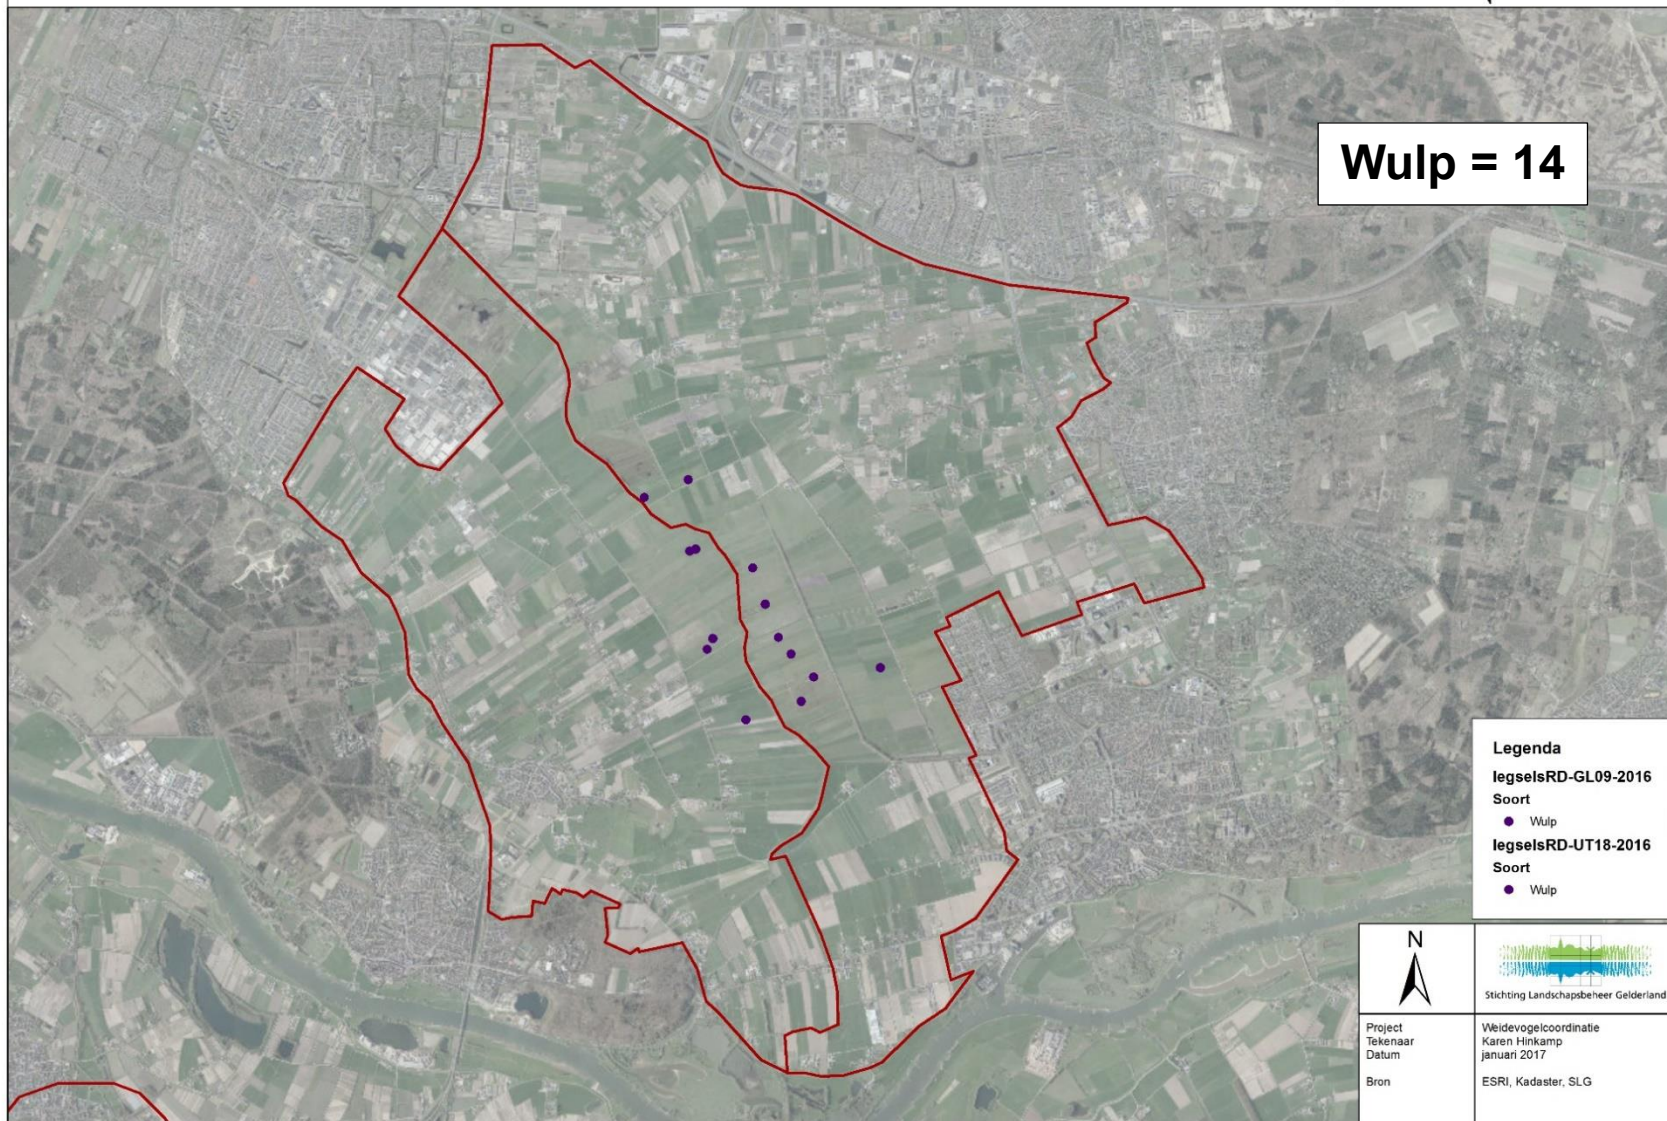 Wulp = 14
Legenda
legselsRD-GL09-2016
Soort
Wulp
legselsRD-UT18-2016
Soort
Wulp
N
Stichting Landschapsbeheer Gelderland
Project Weidevogelcoordinatie
Tekenaar Karen Hinkamp
Datum januari 2017
Bron ESRI, Kadaster, SLG